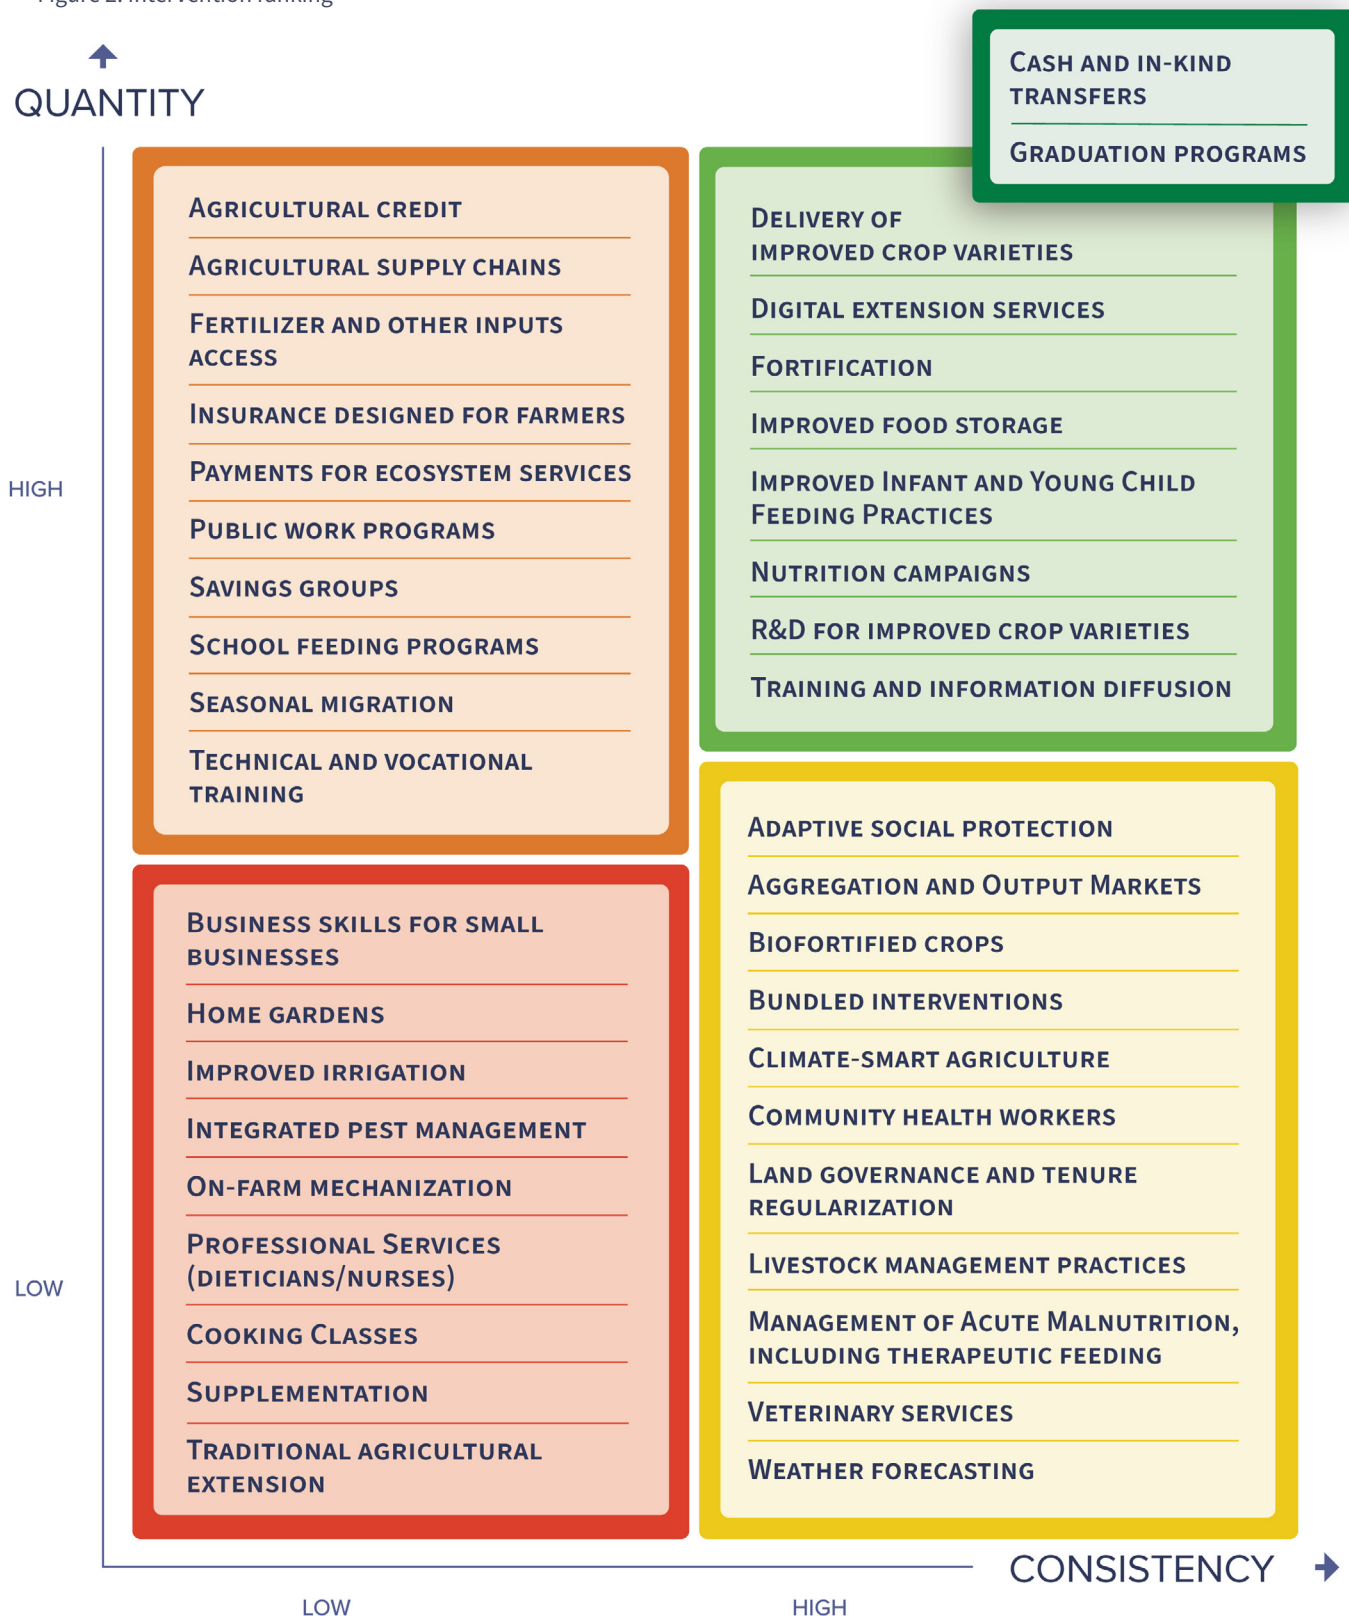 Figure 2. Intervention ranking
QUANTITY
CASH AND IN-KIND
TRANSFERS
GRADUATION PROGRAMS
HIGH
AGRICULTURAL CREDIT
AGRICULTURAL SUPPLY CHAINS
FERTILIZER AND OTHER INPUTS
ACCESS
INSURANCE DESIGNED FOR FARMERS
PAYMENTS FOR ECOSYSTEM SERVICES
PUBLIC WORK PROGRAMS
SAVINGS GROUPS
SCHOOL FEEDING PROGRAMS
SEASONAL MIGRATION
TECHNICAL AND VOCATIONAL
TRAINING
DELIVERY OF
IMPROVED CROP VARIETIES
DIGITAL EXTENSION SERVICES
FORTIFICATION
IMPROVED FOOD STORAGE
IMPROVED INFANT AND YOUNG CHILD
FEEDING PRACTICES
NUTRITION CAMPAIGNS
R&D FOR IMPROVED CROP VARIETIES
TRAINING AND INFORMATION DIFFUSION
LOW
BUSINESS SKILLS FOR SMALL
BUSINESSES
HOME GARDENS
IMPROVED IRRIGATION
INTEGRATED PEST MANAGEMENT
ON-FARM MECHANIZATION
PROFESSIONAL SERVICES
(DIETICIANS/NURSES)
COOKING CLASSES
SUPPLEMENTATION
TRADITIONAL AGRICULTURAL
EXTENSION
ADAPTIVE SOCIAL PROTECTION
AGGREGATION AND OUTPUT MARKETS
BIOFORTIFIED CROPS
BUNDLED INTERVENTIONS
CLIMATE-SMART AGRICULTURE
COMMUNITY HEALTH WORKERS
LAND GOVERNANCE AND TENURE
REGULARIZATION
LIVESTOCK MANAGEMENT PRACTICES
MANAGEMENT OF ACUTE MALNUTRITION,
INCLUDING THERAPEUTIC FEEDING
VETERINARY SERVICES
WEATHER FORECASTING
CONSISTENCY
LOW
HIGH